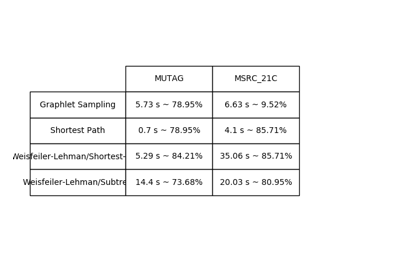 MUTAG MSRC_21C
Graphlet Sampling 5.73 s ~ 78.95% 6.63 s ~ 9.52%
Shortest Path 0.7 s ~ 78.95% 4.1 s ~ 85.71%
Weisfeiler-Lehman/Shortest- 5.29 s ~ 84.21% 35.06 s ~ 85.71%
Weisfeiler-Lehman/Subtre 14.4 s ~ 73.68% 20.03 s ~ 80.95%